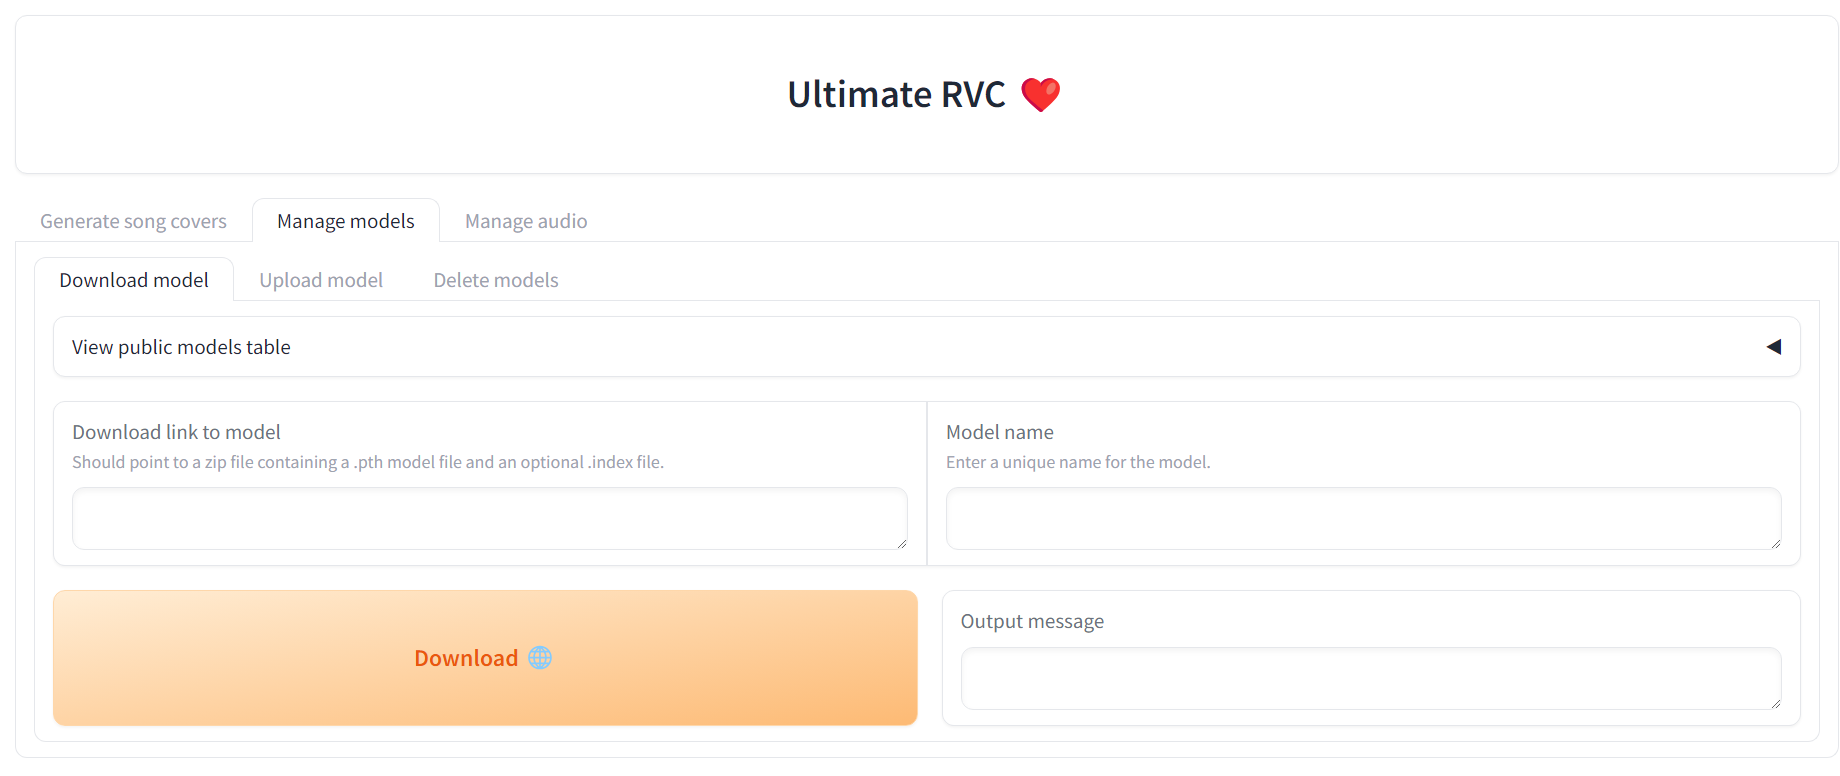 Ultimate RVC ❤️
Generate song covers
Manage models
Manage audio
Download model
Upload model
Delete models
View public models table
Download link to model
Should point to a zip file containing a .pth model file and an optional .index file.
Model name
Enter a unique name for the model.
Download 🌐
Output message